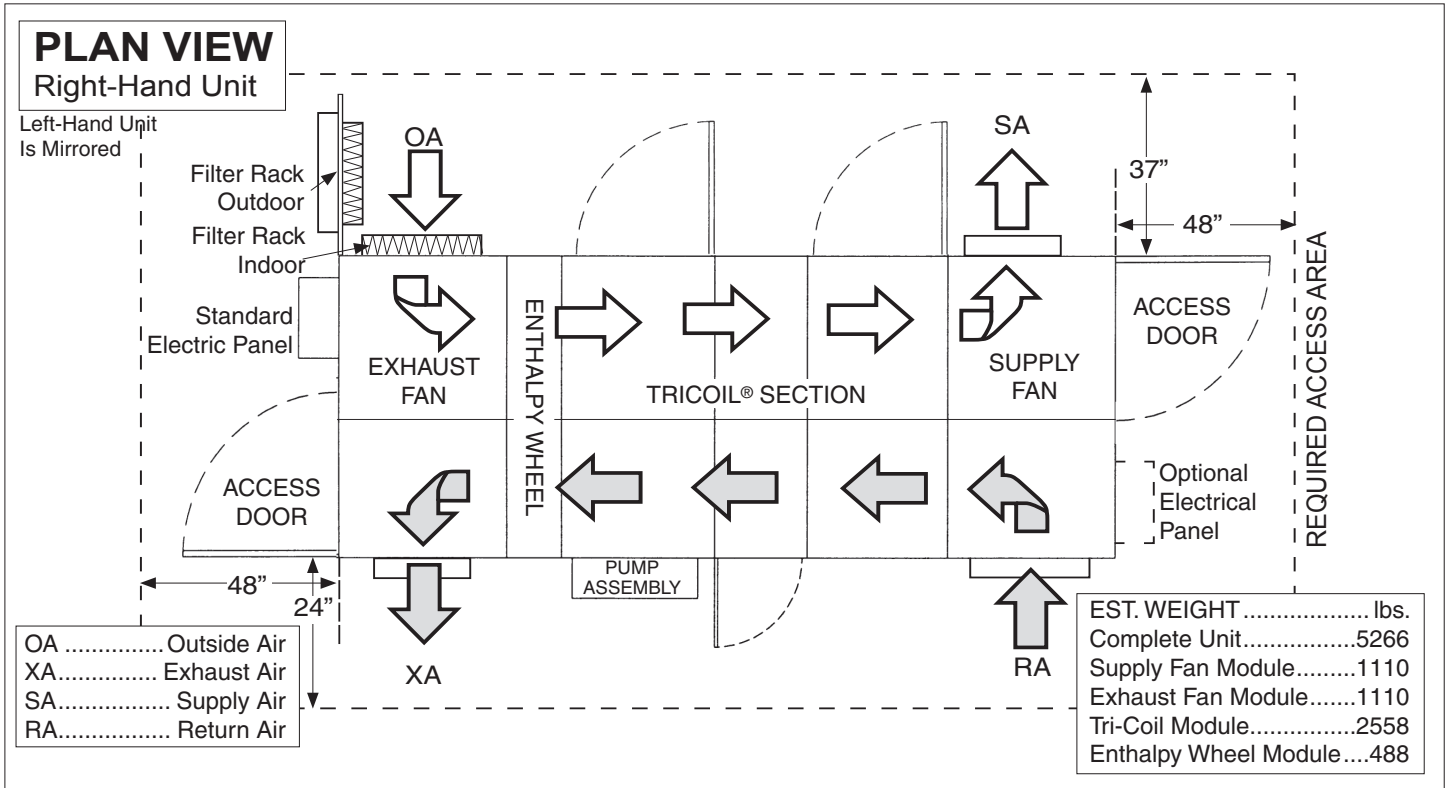 PLAN VIEW
Right-Hand Unit
Left-Hand Unit
Is Mirrored
Filter Rack
Outdoor
Filter Rack
Indoor
Standard
Electric Panel
OA
SA
37”
48”
EXHAUST
FAN
ENTHALPY WHEEL
TRICOIL® SECTION
SUPPLY
FAN
ACCESS
DOOR
REQUIRED ACCESS AREA
ACCESS
DOOR
Optional
Electrical
Panel
PUMP
ASSEMBLY
48”
24”
XA
RA
OA ............... Outside Air
XA............... Exhaust Air
SA................. Supply Air
RA................. Return Air
EST. WEIGHT.................. lbs.
Complete Unit.................5266
Supply Fan Module.........1110
Exhaust Fan Module.......1110
Tri-Coil Module................2558
Enthalpy Wheel Module....488